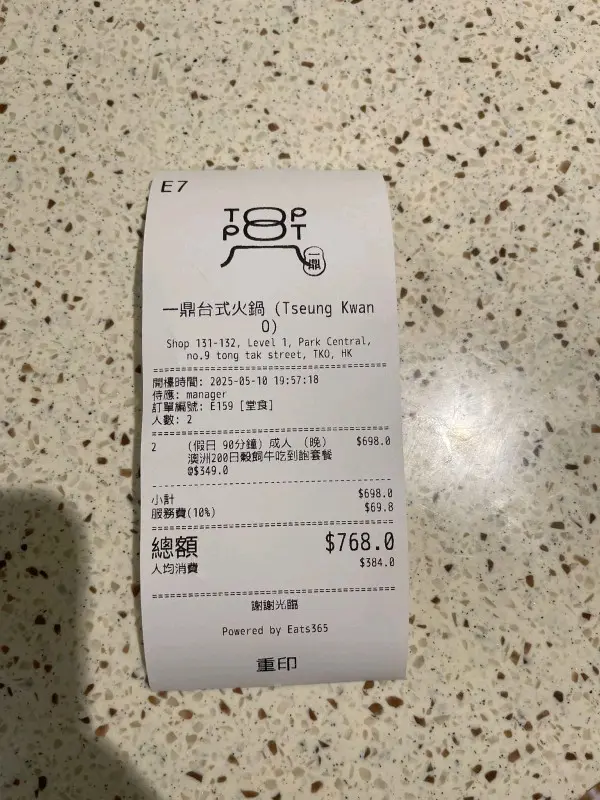 E7
TOP
POT
一鼎
一鼎台式火鍋 (Tseung Kwan
O)
Shop 131-132, Level 1, Park Central,
no.9 tong tak street, TKO, HK
開檯時間: 2025-05-10 19:57:18
侍應: manager
訂單編號: E159 [堂食]
人數: 2
2 (假日 90分鐘) 成人 (晚) $698.0
澳洲200日穀飼牛吃到飽套餐
@$349.0
小計 $698.0
服務費(10%) $69.8
總額 $768.0
人均消費 $384.0
謝謝光臨
Powered by Eats365
重印